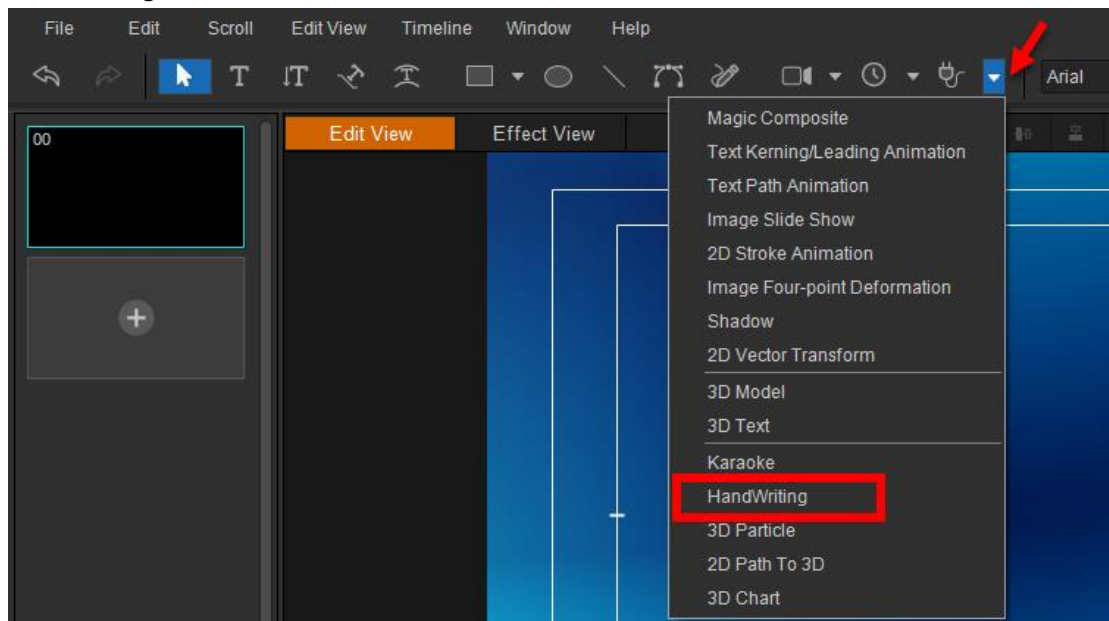 File Edit Scroll Edit View Timeline Window Help
T IT T Arial
00
Edit View Effect View
Magic Composite
Text Kerning/Leading Animation
Text Path Animation
Image Slide Show
2D Stroke Animation
Image Four-point Deformation
Shadow
2D Vector Transform
3D Model
3D Text
Karaoke
HandWriting
3D Particle
2D Path To 3D
3D Chart